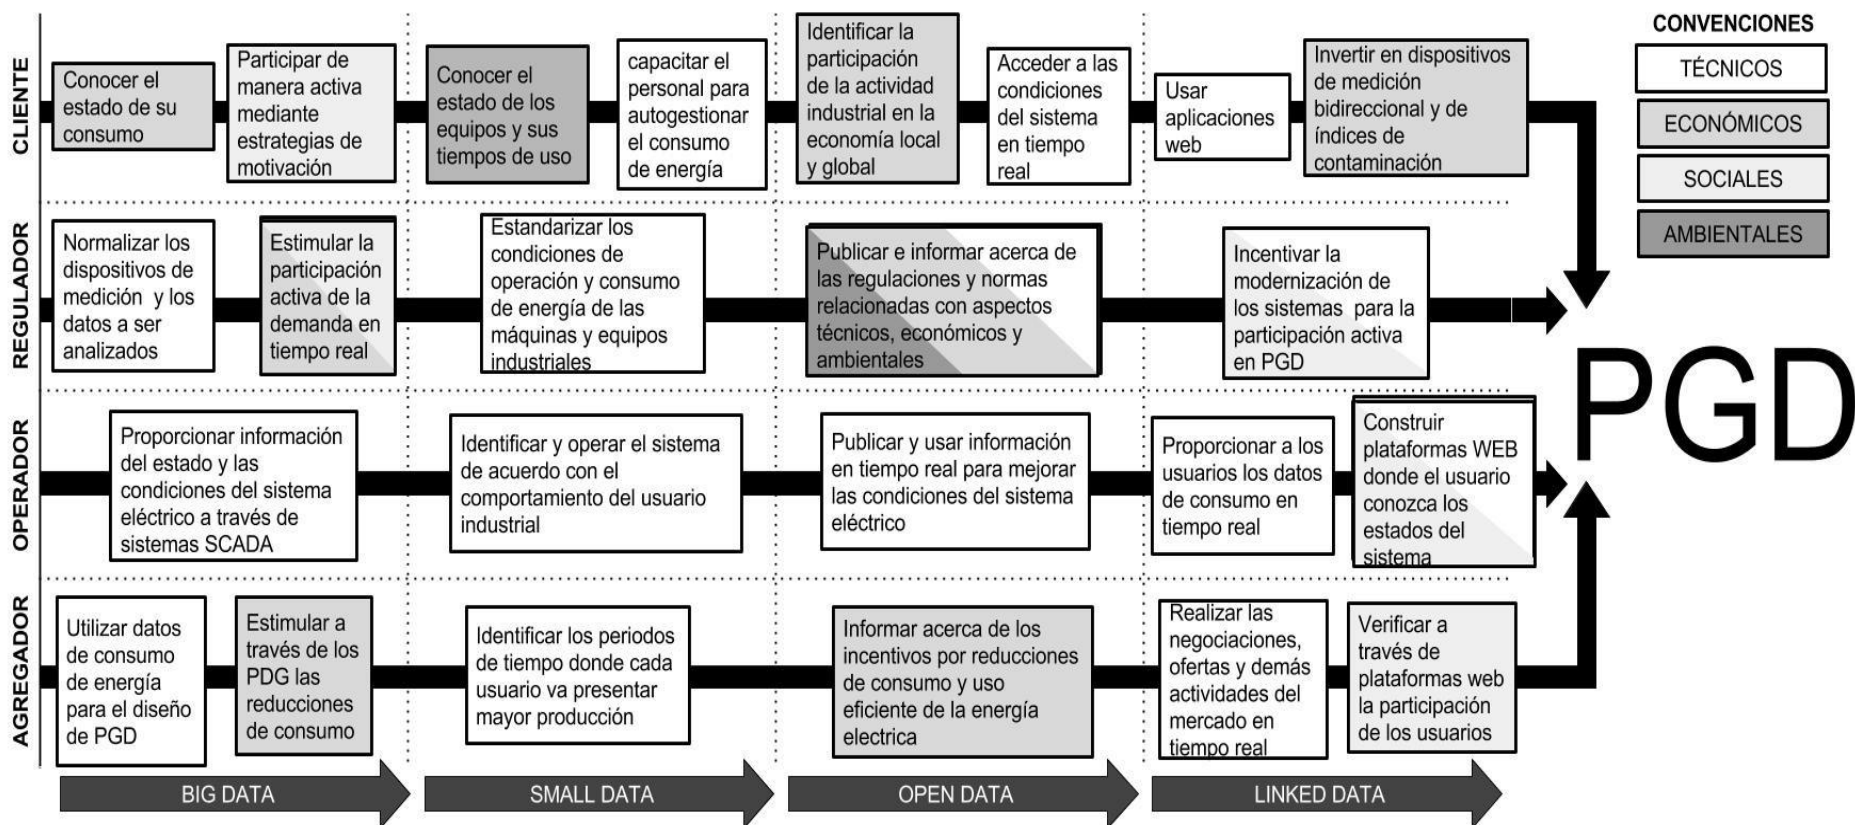 CONVENCIONES
TÉCNICOS
ECONÓMICOS
SOCIALES
AMBIENTALES
CLIENTE
Conocer el
estado de su
consumo
Participar de
manera activa
mediante
estrategias de
motivación
Conocer el
estado de los
equipos y sus
tiempos de uso
capacitar el
personal para
autogestionar
el consumo
de energía
Identificar la
participación
de la actividad
industrial en la
economía local
y global
Acceder a las
condiciones
del sistema
en tiempo
real
Usar
aplicaciones
web
Invertir en dispositivos
de medición
bidireccional y de
índices de
contaminación
REGULADOR
Normalizar los
dispositivos de
medición y los
datos a ser
analizados
Estimular la
participación
activa de la
demanda en
tiempo real
Estandarizar los
condiciones de
operación y consumo
de energía de las
máquinas y equipos
industriales
Publicar e informar acerca de
las regulaciones y normas
relacionadas con aspectos
técnicos, económicos y
ambientales
Incentivar la
modernización de
los sistemas para la
participación activa
en PGD
PGD
OPERADOR
Proporcionar información
del estado y las
condiciones del sistema
eléctrico a través de
sistemas SCADA
Identificar y operar el sistema
de acuerdo con el
comportamiento del usuario
industrial
Publicar y usar información
en tiempo real para mejorar
las condiciones del sistema
eléctrico
Proporcionar a los
usuarios los datos
de consumo en
tiempo real
Construir
plataformas WEB
donde el usuario
conozca los
estados del
sistema
AGREGADOR
Utilizar datos
de consumo
de energía
para el diseño
de PGD
Estimular a
través de los
PDG las
reducciones
de consumo
Identificar los periodos
de tiempo donde cada
usuario va presentar
mayor producción
Informar acerca de los
incentivos por reducciones
de consumo y uso
eficiente de la energía
electrica
Realizar las
negociaciones,
ofertas y demás
actividades del
mercado en
tiempo real
Verificar a
través de
plataformas web
la participación
de los usuarios
BIG DATA
SMALL DATA
OPEN DATA
LINKED DATA